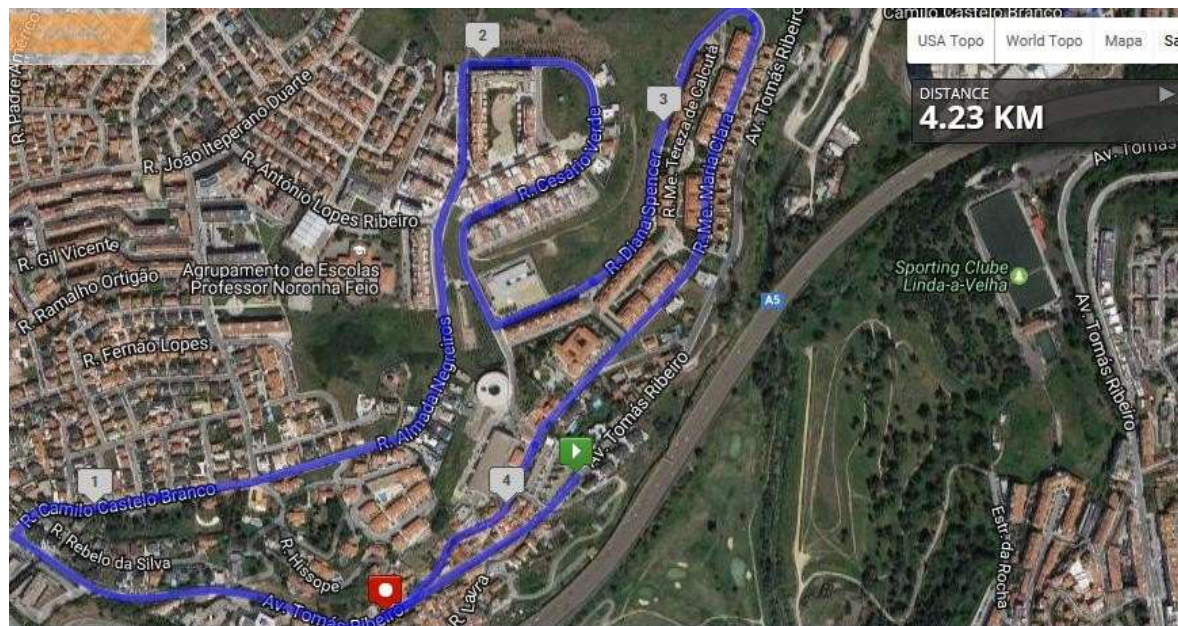 Camilo Castelo Branco
USA Topo
World Topo
Mapa
Sa
DISTANCE
4.23 KM
2
3
R. João Iteperano Duarte
R. António Lopes Ribeiro
R. Cesário Verde
R. Me. Tereza de Calcutá
Av. Tomás Ribeiro
R. Me. Maria Clara
R. Diana Spencer
Av. Tomás
R. Gil Vicente
R. Ramalho Ortigão
Agrupamento de Escolas
Professor Noronha Feio
R. Fernão Lopes
Sporting Clube
Linda-a-Velha
A5
Av. Tomás Ribeiro
R. Almada Negreiros
Av. Tomás Ribeiro
1
4
R. Camilo Castelo Branco
R. Rebelo da Silva
R. Hissope
Av. Tomás Ribeiro
R. Lavra
Estr. da Rocha